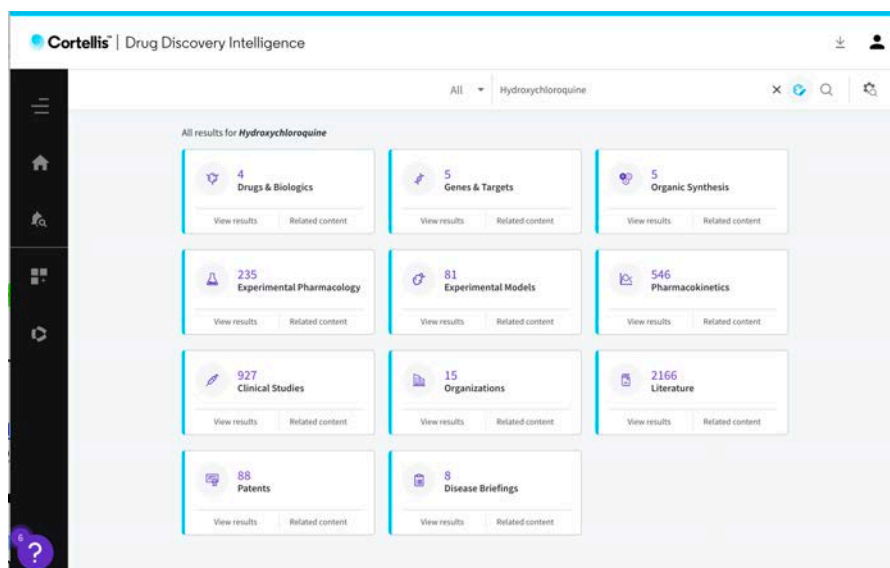 Cortellis™ | Drug Discovery Intelligence
All Hydroxychloroquine
All results for Hydroxychloroquine
4
Drugs & Biologics
View results Related content
5
Genes & Targets
View results Related content
5
Organic Synthesis
View results Related content
235
Experimental Pharmacology
View results Related content
81
Experimental Models
View results Related content
546
Pharmacokinetics
View results Related content
927
Clinical Studies
View results Related content
15
Organizations
View results Related content
2166
Literature
View results Related content
88
Patents
View results Related content
8
Disease Briefings
View results Related content
6
?